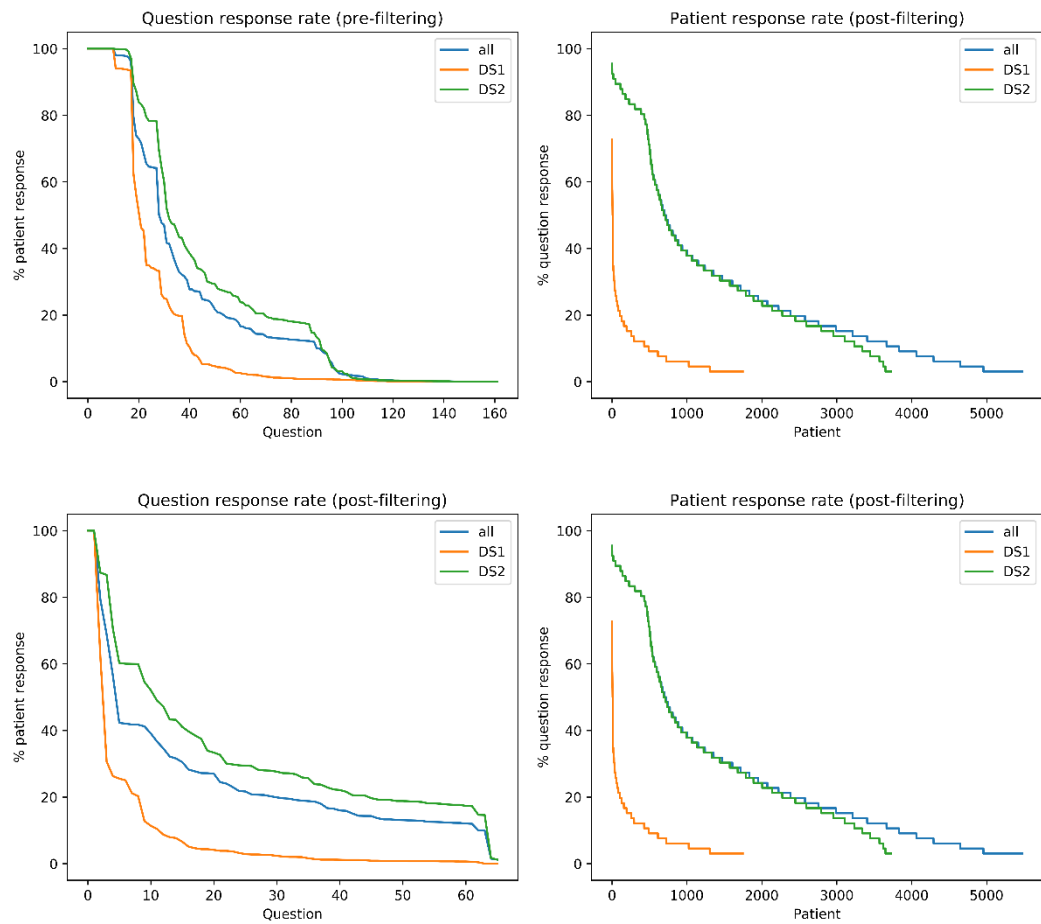 Question response rate (pre-filtering)
100
80
60
40
20
0
% patient response
all
DS1
DS2
0 20 40 60 80 100 120 140 160
Question
Patient response rate (post-filtering)
100
80
60
40
20
0
% question response
all
DS1
DS2
0 1000 2000 3000 4000 5000
Patient
Question response rate (post-filtering)
100
80
60
40
20
0
% patient response
all
DS1
DS2
0 10 20 30 40 50 60
Question
Patient response rate (post-filtering)
100
80
60
40
20
0
% question response
all
DS1
DS2
0 1000 2000 3000 4000 5000
Patient